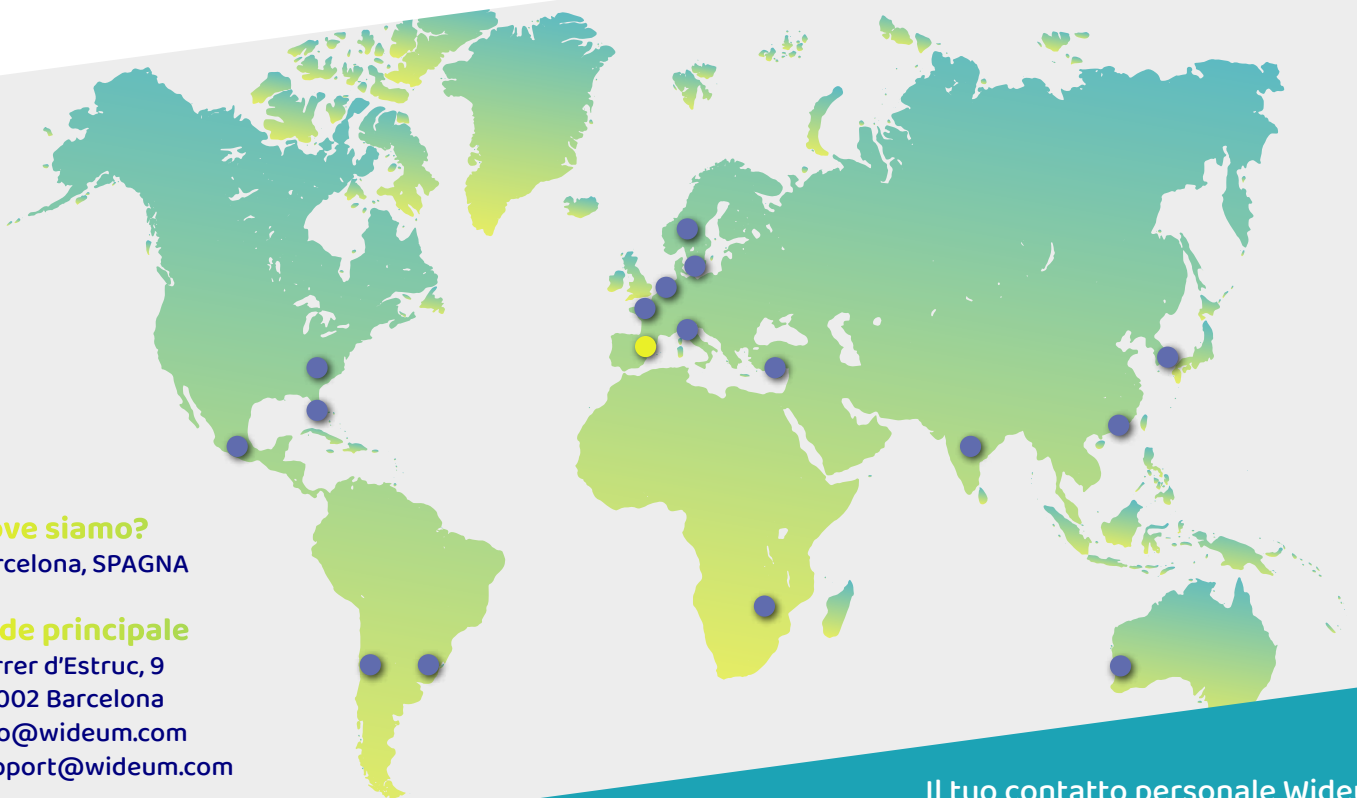 ve siamo?
rcelona, SPAGNA
de principale
rrer d'Estruc, 9
002 Barcelona
o@wideum.com
pport@wideum.com
Il tuo contatto personale Wide